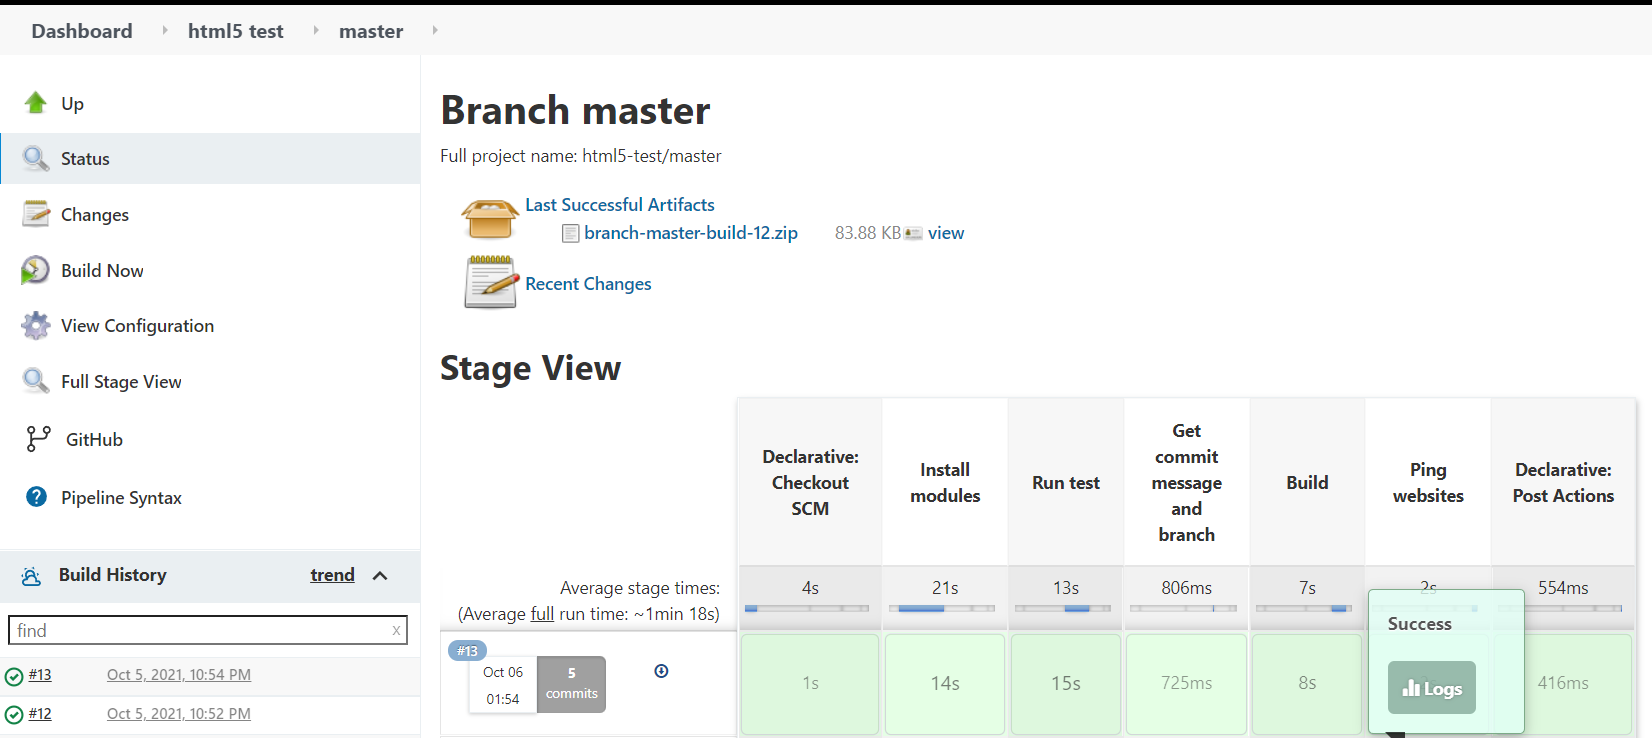 Dashboard html5 test master
Up
Status
Changes
Build Now
View Configuration
Full Stage View
GitHub
Pipeline Syntax
Build History trend
find x
#13 Oct 5, 2021, 10:54 PM
#12 Oct 5, 2021, 10:52 PM
Branch master
Full project name: html5-test/master
Last Successful Artifacts
branch-master-build-12.zip 83.88 KB view
Recent Changes
Stage View
Declarative:
Checkout
SCM
Install
modules
Run test
Get
commit
message
and
branch
Build
Ping
websites
Declarative:
Post Actions
Average stage times:
(Average full run time: ~1min 18s)
4s 21s 13s 806ms 7s 2s 554ms
#13
Oct 06
01:54
5
commits
1s 14s 15s 725ms 8s 416ms
Success
Logs